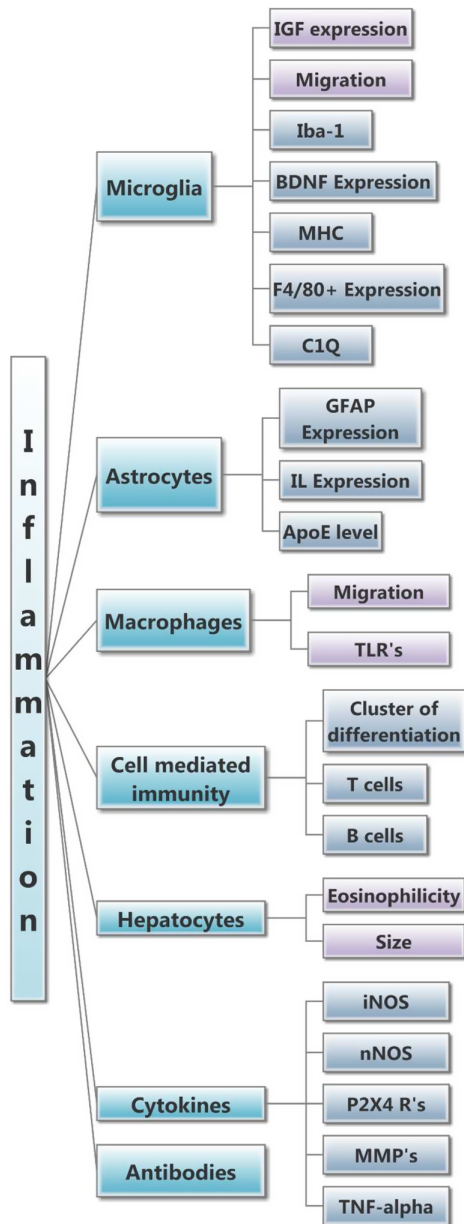 Inflammation
Microglia
IGF expression
Migration
Iba-1
BDNF Expression
MHC
F4/80+ Expression
C1Q
Astrocytes
GFAP
Expression
IL Expression
ApoE level
Macrophages
Migration
TLR's
Cell mediated
immunity
Cluster of
differentiation
T cells
B cells
Hepatocytes
Eosinophilicity
Size
Cytokines
iNOS
nNOS
P2X4 R's
MMP's
TNF-alpha
Antibodies